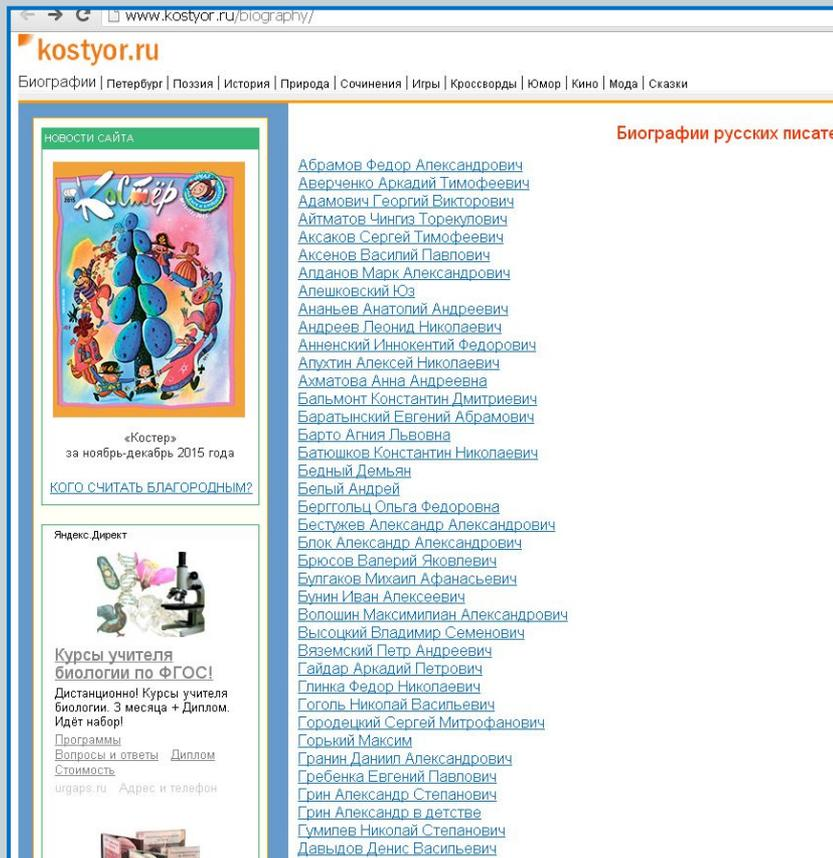 www.kostyor.ru/biography/
kostyor.ru
Биографии | Петербург | Поэзия | История | Природа | Сочинения | Игры | Кроссворды | Юмор | Кино | Мода | Сказки
НОВОСТИ САЙТА
Костёр
2015
«Костер»
за ноябрь-декабрь 2015 года
КОГО СЧИТАТЬ БЛАГОРОДНЫМ?
Яндекс.Директ
Курсы учителя
биологии по ФГОС!
Дистанционно! Курсы учителя
биологии. 3 месяца + Диплом.
Идёт набор!
Программы
Вопросы и ответы Диплом
Стоимость
urgaps.ru Адрес и телефон
Биографии русских писате
Абрамов Федор Александрович
Аверченко Аркадий Тимофеевич
Адамович Георгий Викторович
Айтматов Чингиз Торекулович
Аксаков Сергей Тимофеевич
Аксенов Василий Павлович
Алданов Марк Александрович
Алешковский Юз
Ананьев Анатолий Андреевич
Андреев Леонид Николаевич
Анненский Иннокентий Федорович
Апухтин Алексей Николаевич
Ахматова Анна Андреевна
Бальмонт Константин Дмитриевич
Баратынский Евгений Абрамович
Барто Агния Львовна
Батюшков Константин Николаевич
Бедный Демьян
Белый Андрей
Берггольц Ольга Федоровна
Бестужев Александр Александрович
Блок Александр Александрович
Брюсов Валерий Яковлевич
Булгаков Михаил Афанасьевич
Бунин Иван Алексеевич
Волошин Максимилиан Александрович
Высоцкий Владимир Семенович
Вяземский Петр Андреевич
Гайдар Аркадий Петрович
Глинка Федор Николаевич
Гоголь Николай Васильевич
Городецкий Сергей Митрофанович
Горький Максим
Гранин Даниил Александрович
Гребенка Евгений Павлович
Грин Александр Степанович
Грин Александр в детстве
Гумилев Николай Степанович
Давыдов Денис Васильевич